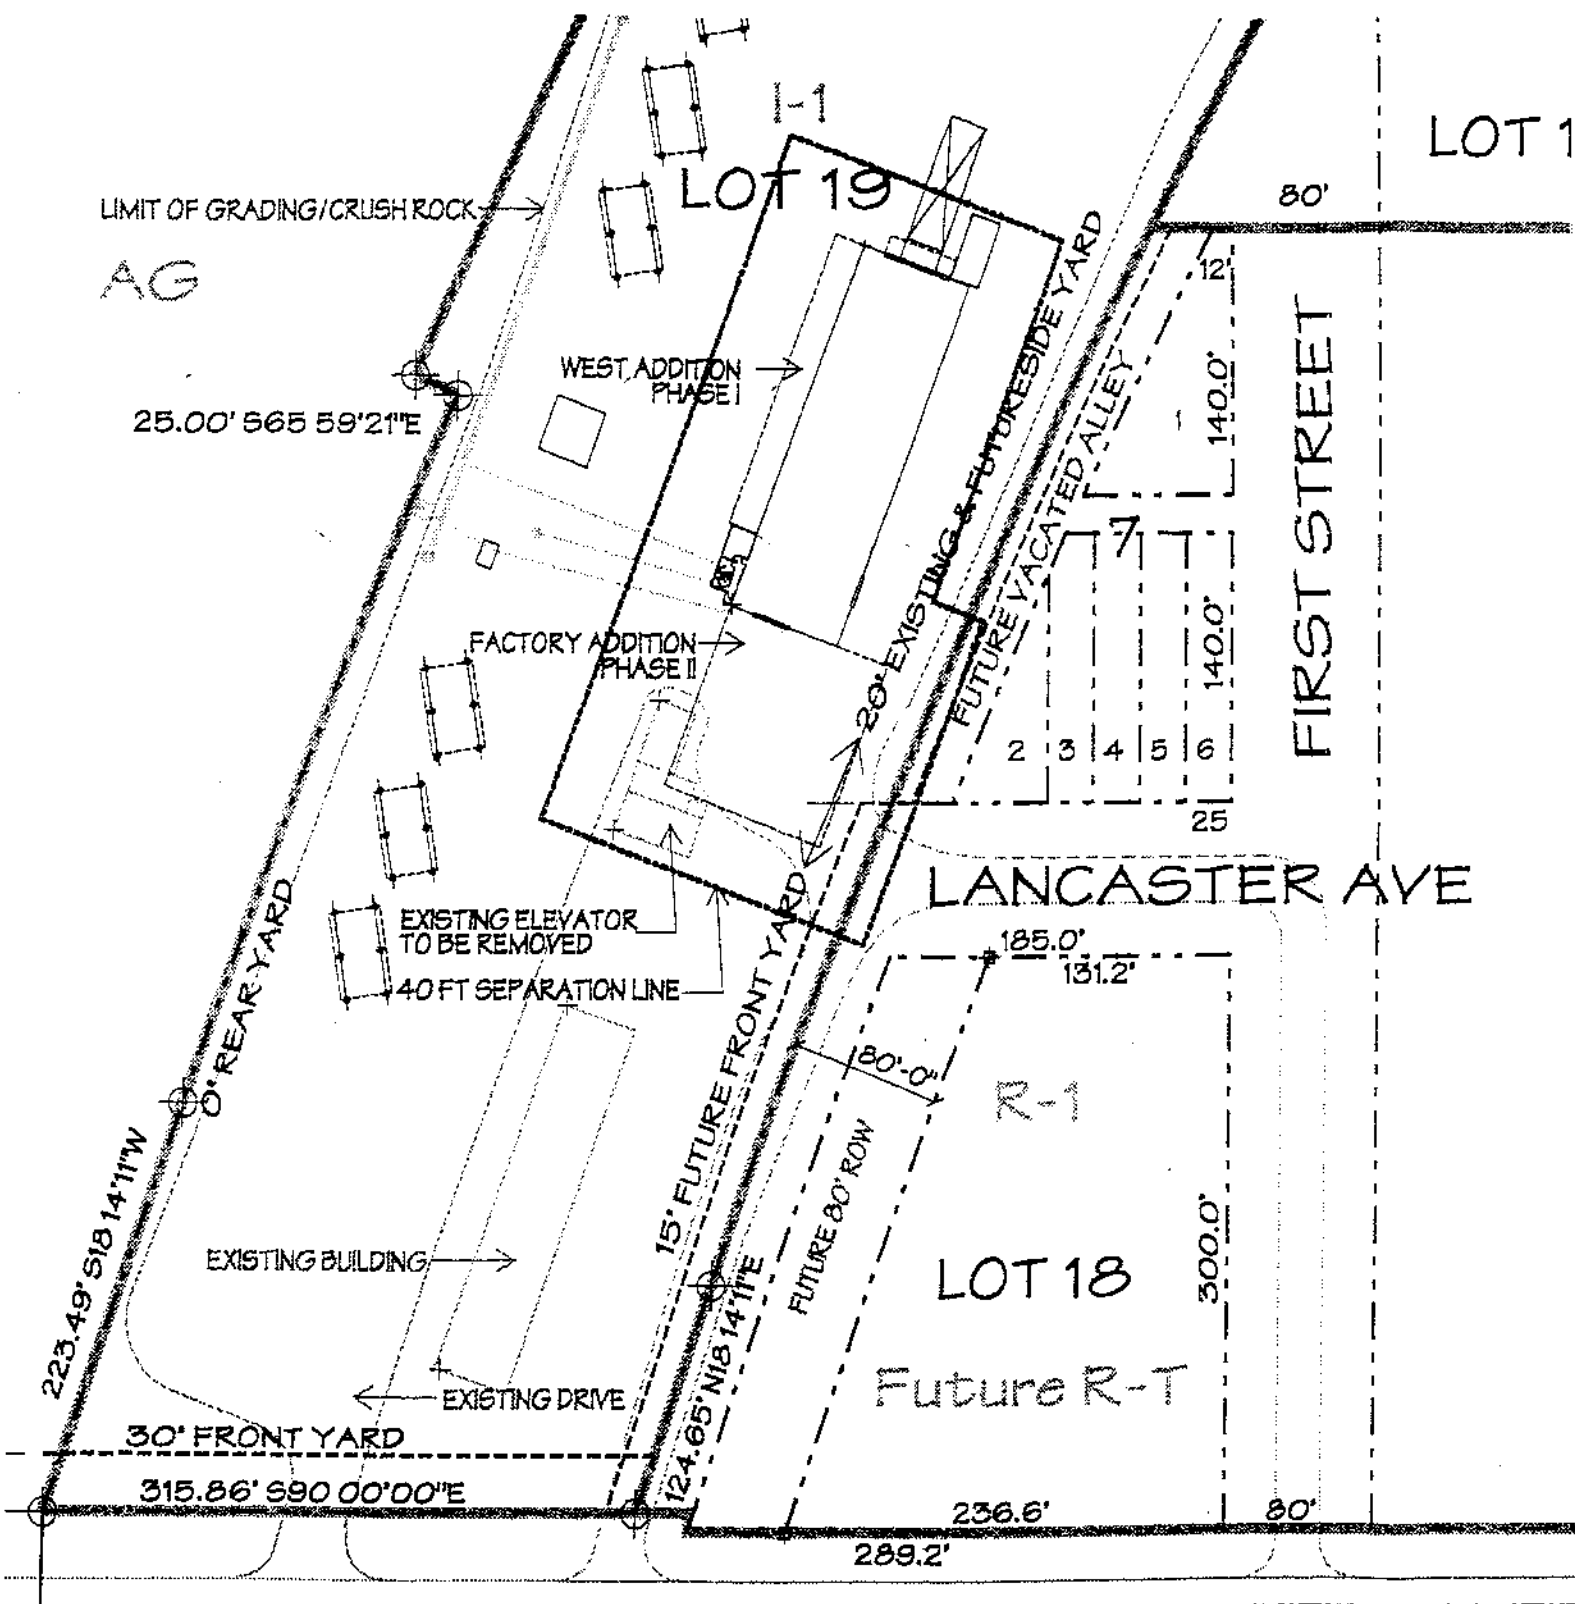 I-1
LOT 1
LOT 19
80'
LIMIT OF GRADING/CRUSH ROCK
12'
AG
WEST ADDITION
PHASE I
140.0'
1
25.00' S65 59'21"E
FIRST STREET
20' EXISTING & FUTURESIDE YARD
FUTURE VACATED ALLEY
7
FACTORY ADDITION
PHASE II
140.0'
2 3 4 5 6
25
LANCASTER AVE
EXISTING ELEVATOR
TO BE REMOVED
40 FT SEPARATION LINE
185.0'
131.2'
0' REAR YARD
15' FUTURE FRONT YARD
80'-0"
R-1
FUTURE 80' ROW
223.49' S18 14'11"W
EXISTING BUILDING
LOT 18
300.0'
124.65' N18 14'11"E
Future R-T
EXISTING DRIVE
30' FRONT YARD
315.86' S90 00'00"E
236.6'
80'
289.2'